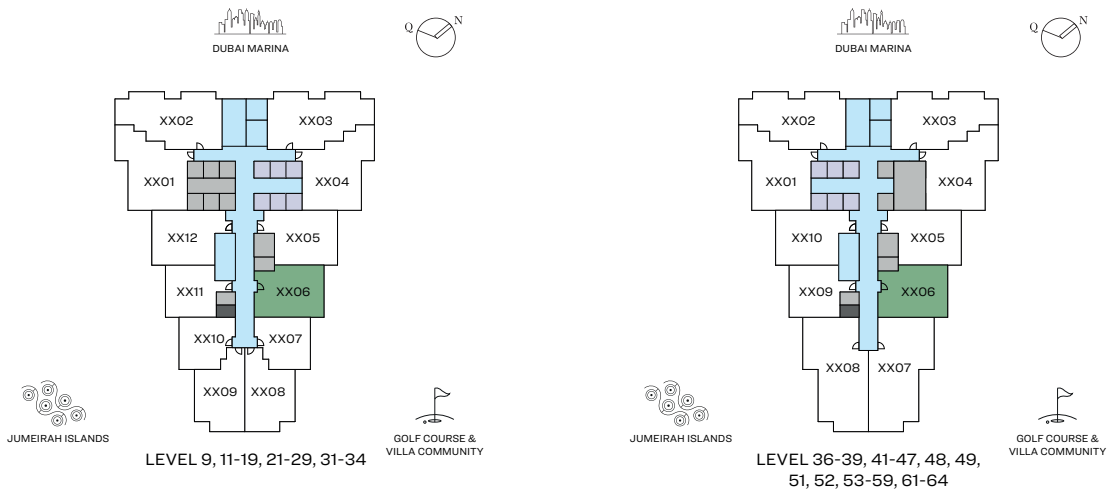 DUBAI MARINA
Q N
XX02 XX03
XX01 XX04
XX12 XX05
XX11 XX06
XX10 XX07
XX09 XX08
JUMEIRAH ISLANDS
GOLF COURSE &
VILLA COMMUNITY
LEVEL 9, 11-19, 21-29, 31-34
DUBAI MARINA
Q N
XX02 XX03
XX01 XX04
XX10 XX05
XX09 XX06
XX08 XX07
JUMEIRAH ISLANDS
GOLF COURSE &
VILLA COMMUNITY
LEVEL 36-39, 41-47, 48, 49,
51, 52, 53-59, 61-64